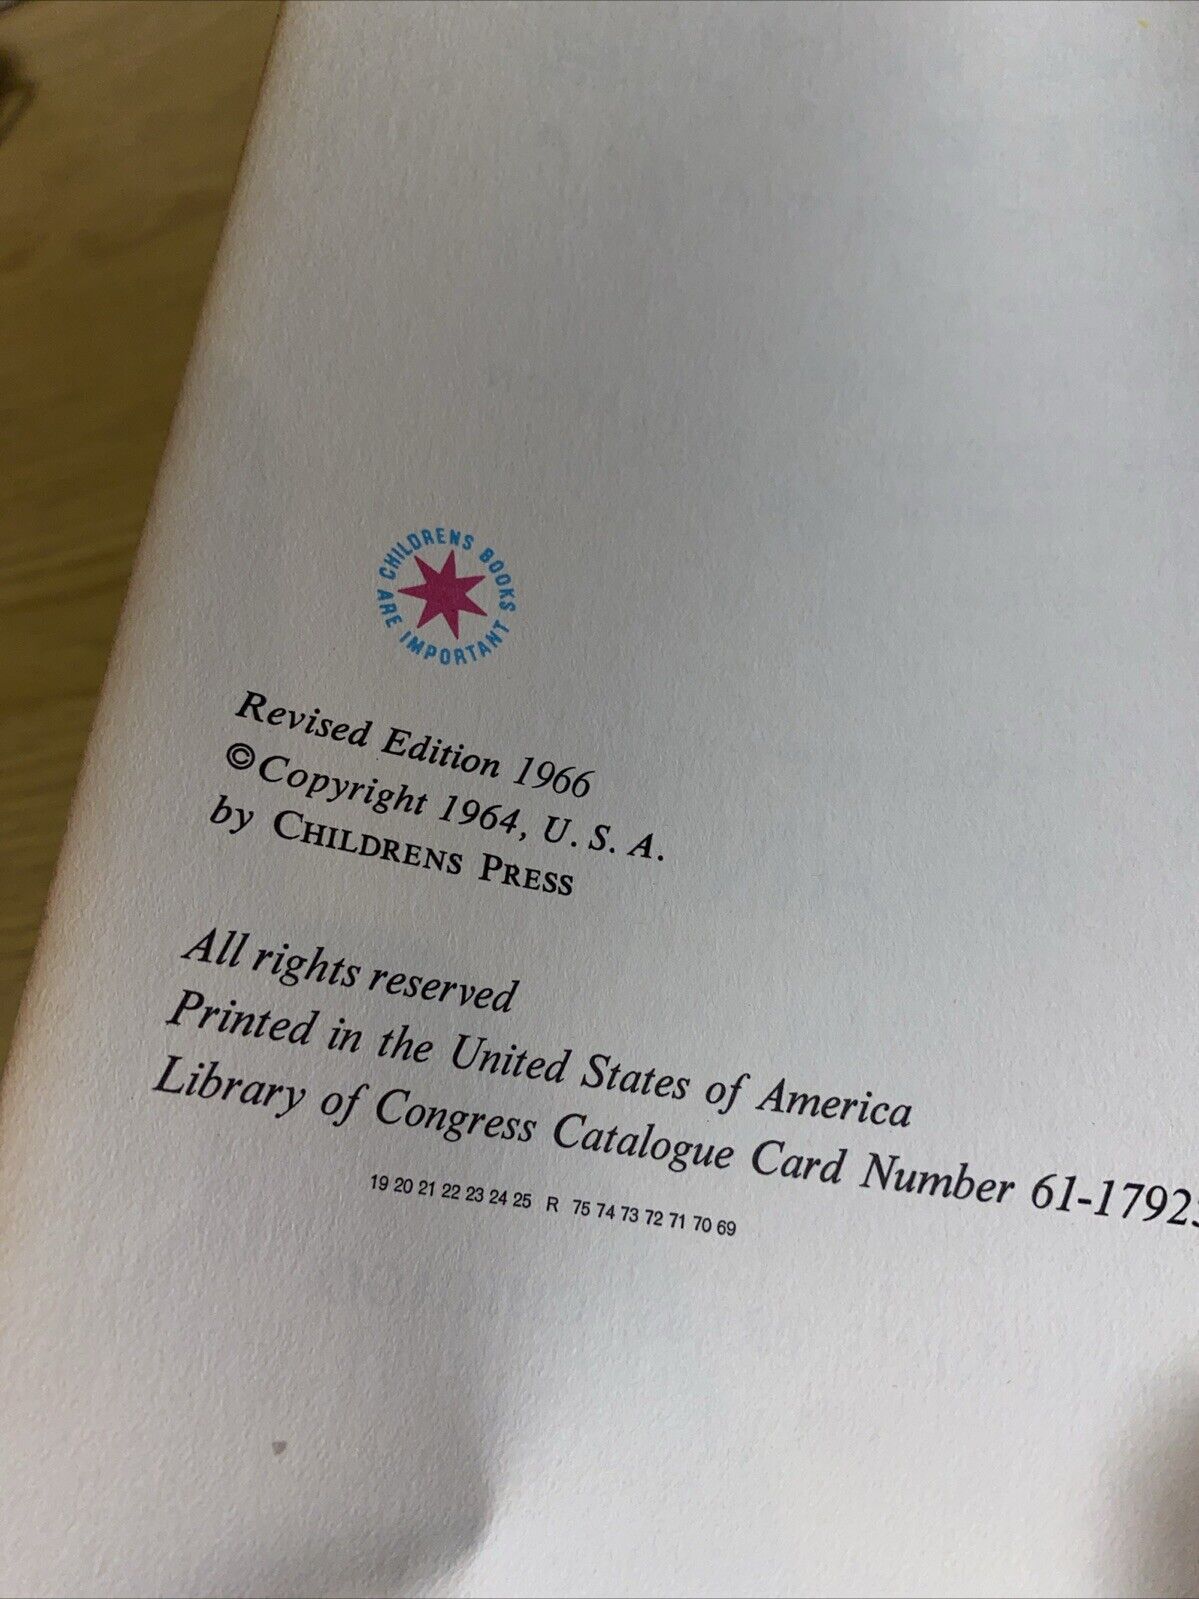 CHILDRENS BOOKS ARE IMPORTANT
Revised Edition 1966
©Copyright 1964, U. S. A.
by CHILDRENS PRESS
All rights reserved
Printed in the United States of America
Library of Congress Catalogue Card Number
19 20 21 22 23 24 25 R 75 74 73 72 71 70 69